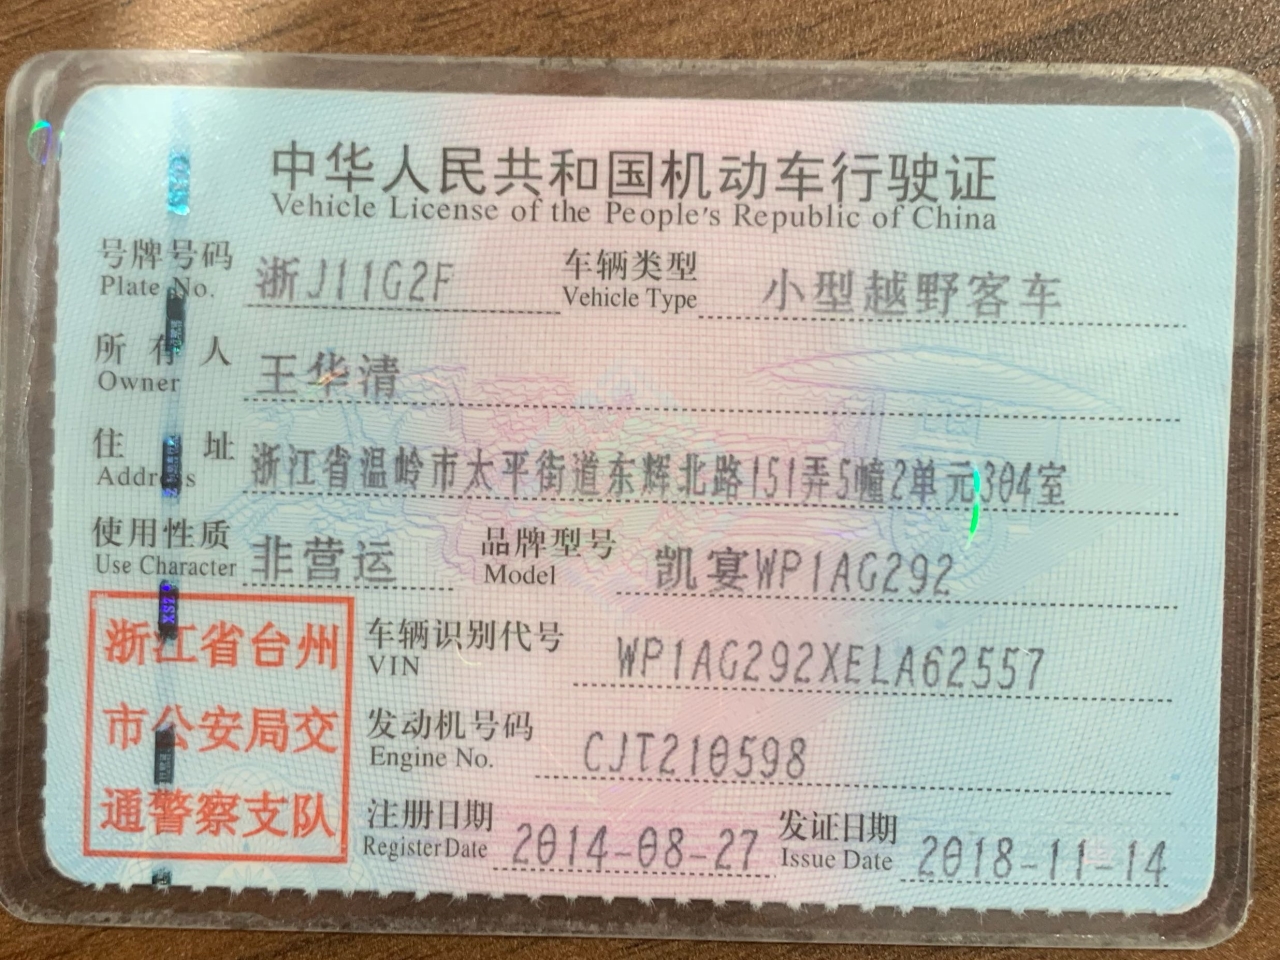 中华人民共和国机动车行驶证
Vehicle License of the People's Republic of China
号牌号码 浙J11G2F 车辆类型 小型越野客车
Plate No. Vehicle Type
所有人 王华清
Owner
住址 浙江省温岭市太平街道东辉北路151弄5幢2单元304室
Address
使用性质 非营运 品牌型号 凯宴WP1AG292
Use Character Model
浙江省台州
市公安局交
通警察支队
车辆识别代号 WP1AG292XELA62557
VIN
发动机号码 CJT210598
Engine No.
注册日期 2014-08-27 发证日期 2018-11-14
Register Date Issue Date